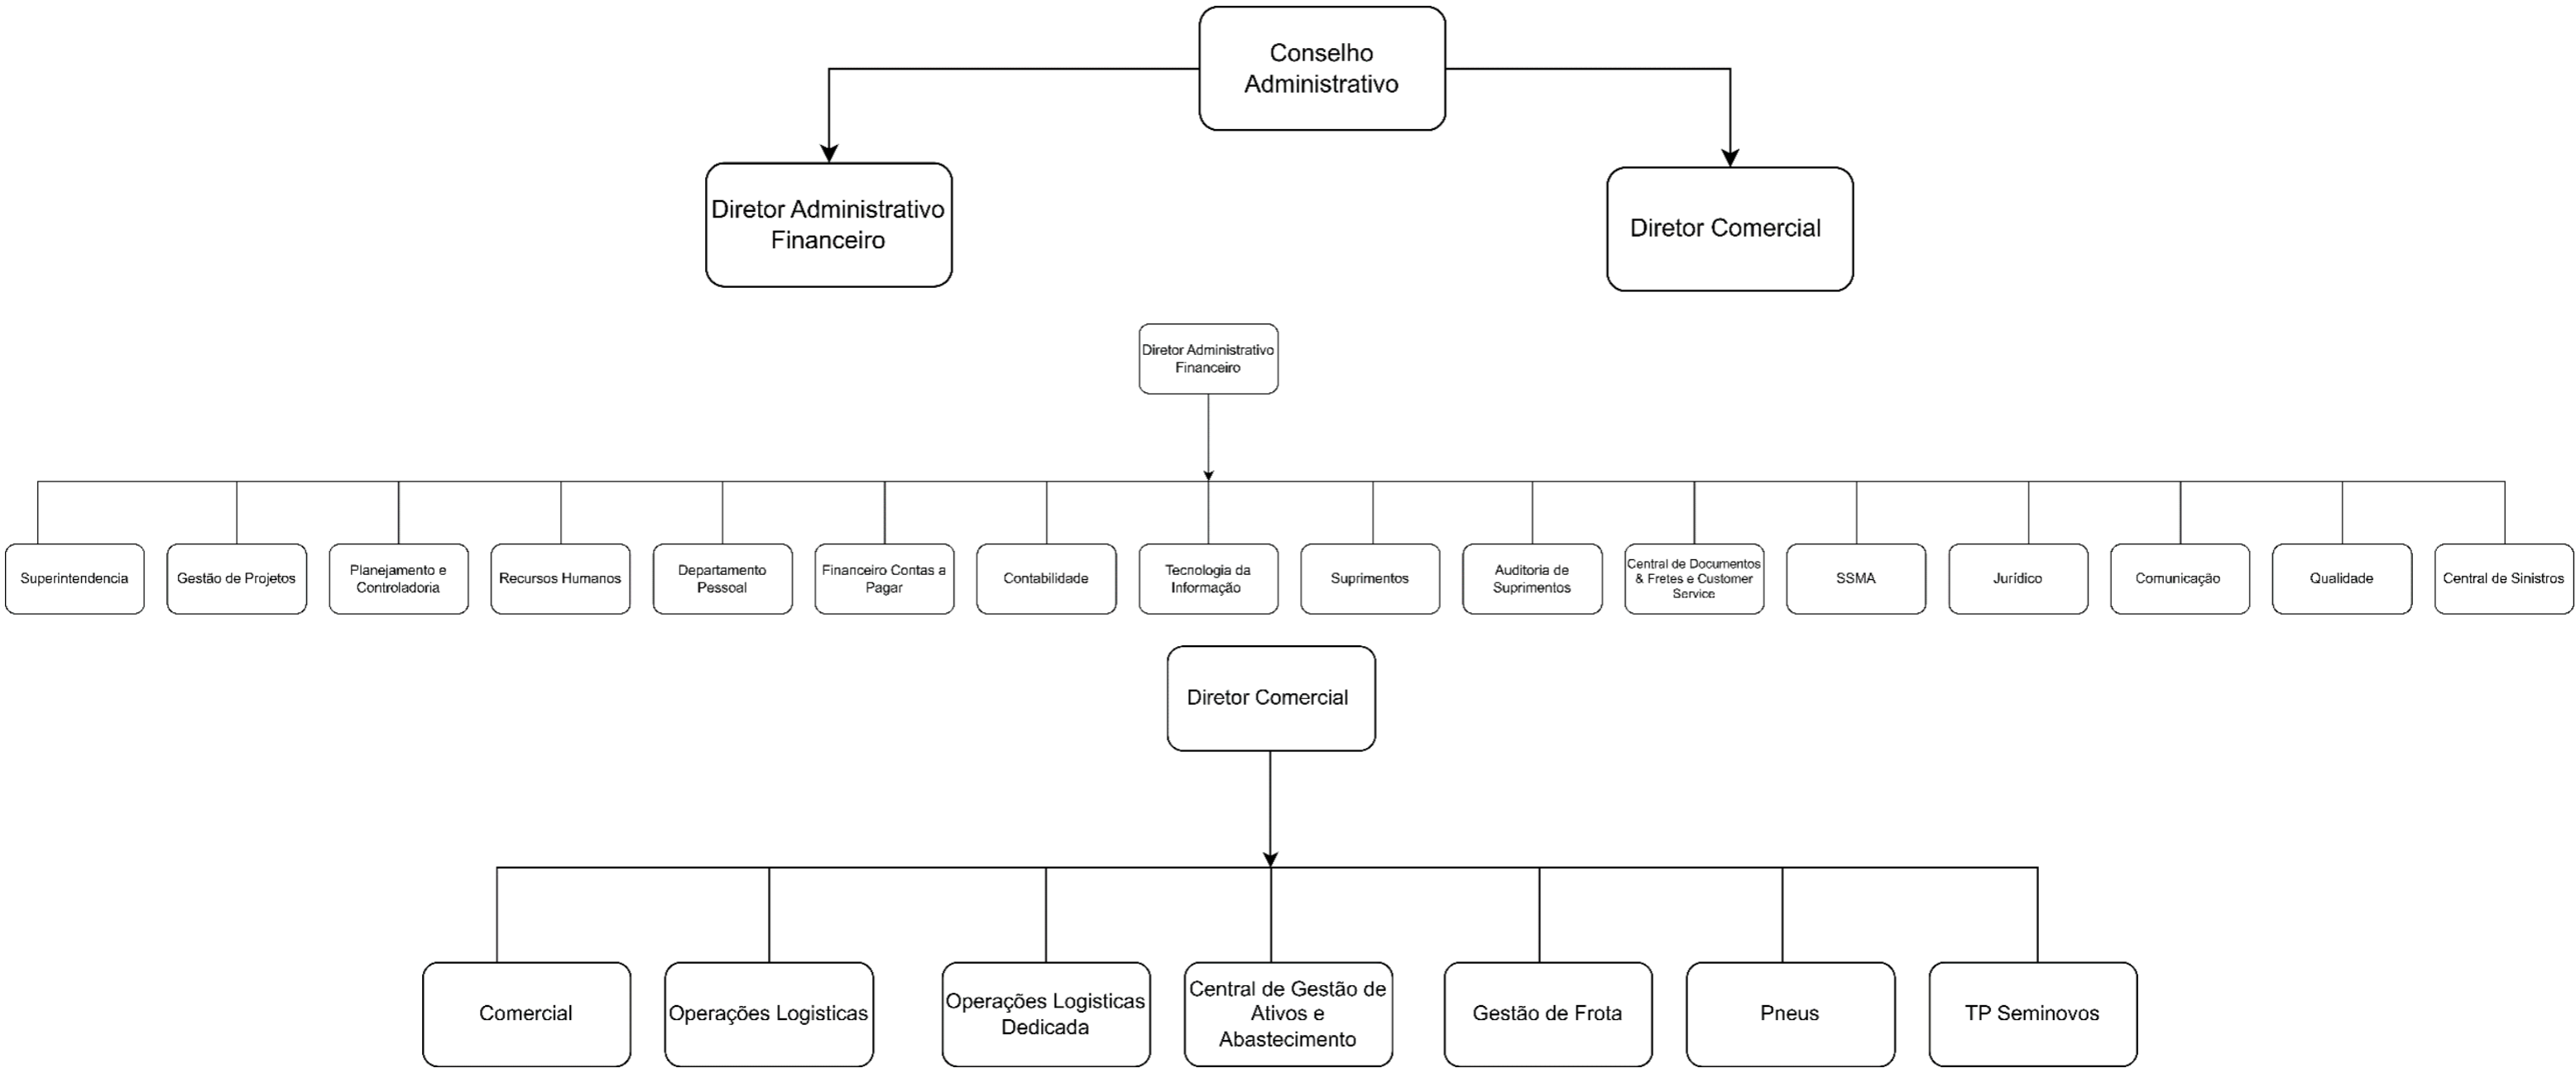 Conselho
Administrativo
Diretor Administrativo
Financeiro
Diretor Comercial
Diretor Administrativo
Financeiro
Superintendencia
Gestão de Projetos
Planejamento e
Controladoria
Recursos Humanos
Departamento
Pessoal
Financeiro Contas a
Pagar
Contabilidade
Tecnologia da
Informação
Suprimentos
Auditoria de
Suprimentos
Central de Documentos
& Fretes e Customer
Service
SSMA
Jurídico
Comunicação
Qualidade
Central de Sinistros
Diretor Comercial
Comercial
Operações Logisticas
Operações Logisticas
Dedicada
Central de Gestão de
Ativos e
Abastecimento
Gestão de Frota
Pneus
TP Seminovos